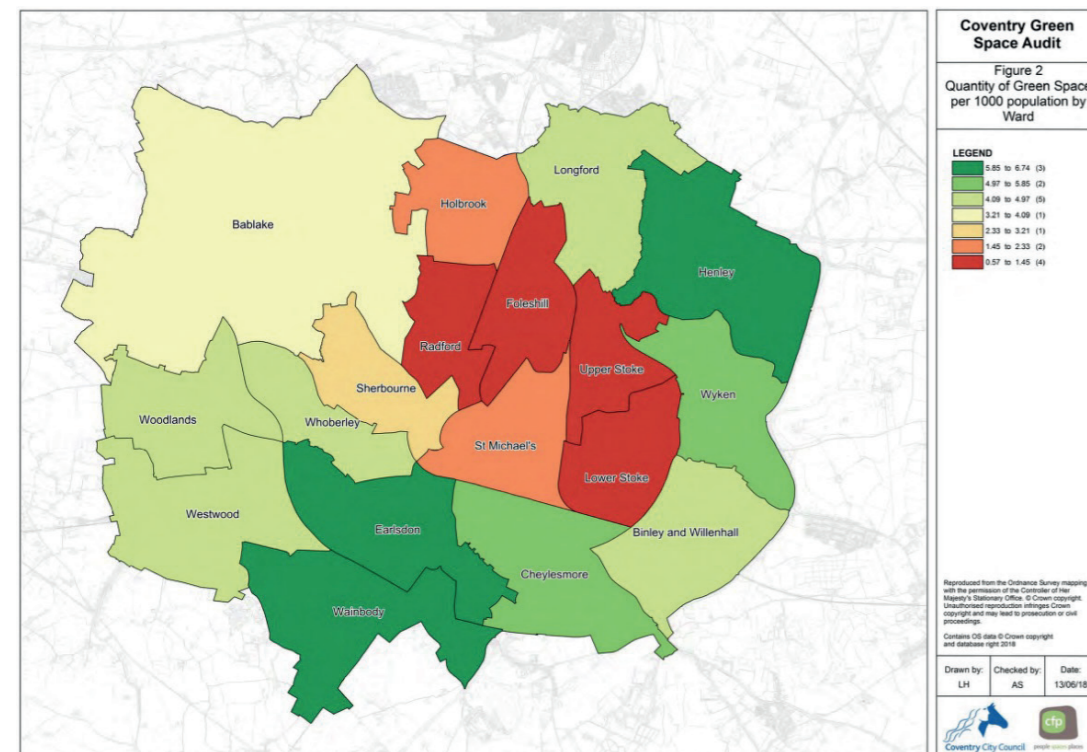 Coventry Green
Space Audit
Figure 2
Quantity of Green Space
per 1000 population by
Ward
LEGEND
5.85 to 6.74 (3)
4.97 to 5.85 (2)
4.09 to 4.97 (5)
3.21 to 4.09 (1)
2.33 to 3.21 (1)
1.45 to 2.33 (2)
0.57 to 1.45 (4)
Longford
Holbrook
Bablake
Henley
Foleshill
Radford
Upper Stoke
Sherbourne
Wyken
Woodlands
Whoberley
St Michael's
Lower Stoke
Westwood
Earlsdon
Binley and Willenhall
Cheylesmore
Wainbody
Reproduced from the Ordnance Survey mapping
with the permission of the Controller of Her
Majesty's Stationary Office. © Crown copyright.
Unauthorised reproduction infringes Crown
copyright and may lead to prosecution or civil
proceedings.
Contains OS data © Crown copyright
and database right 2018
Drawn by: Checked by: Date:
LH AS 13/06/18
Coventry City Council
cfp
people space place